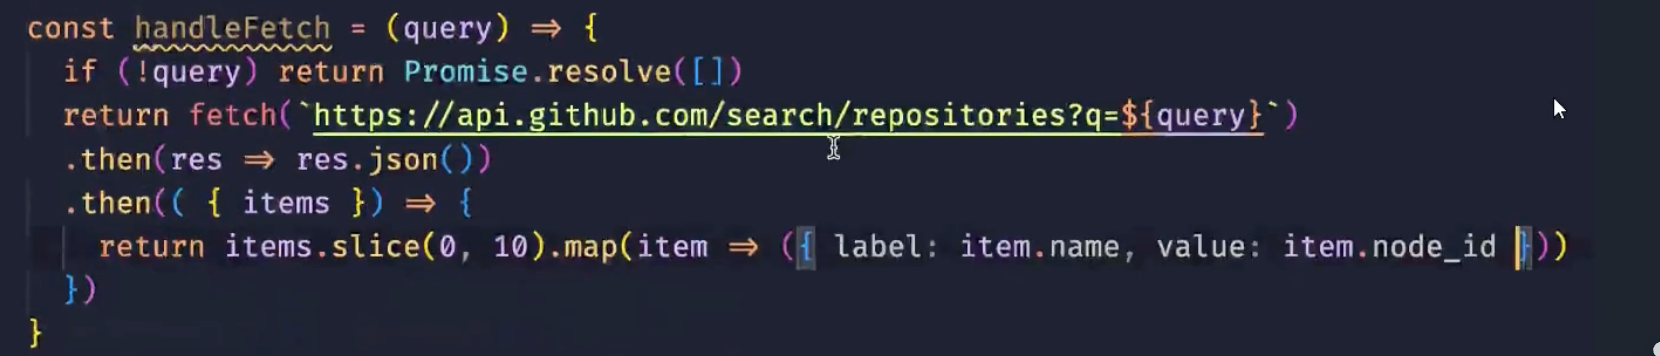 const handleFetch = (query) => {
  if (!query) return Promise.resolve([])
  return fetch(`https://api.github.com/search/repositories?q=${query}`)
  .then(res => res.json())
  .then(( { items }) => {
    return items.slice(0, 10).map(item => ({ label: item.name, value: item.node_id }))
  })
}